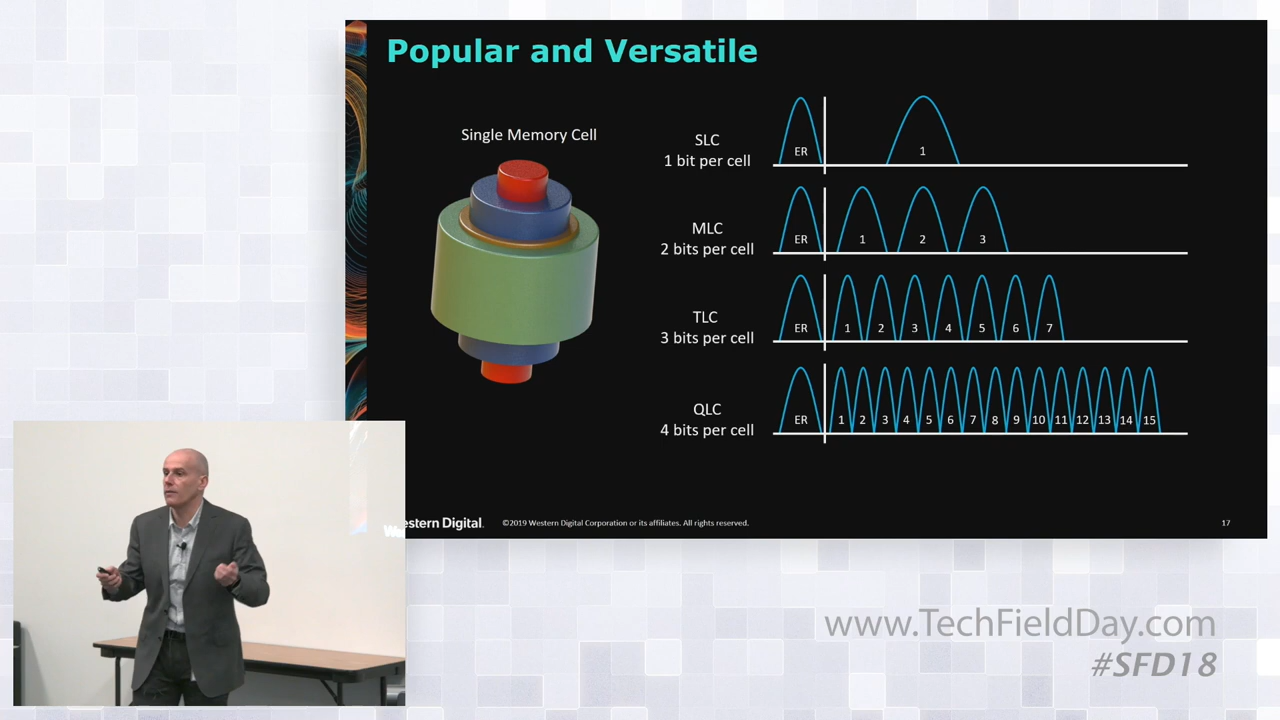 Popular and Versatile
Single Memory Cell
SLC
1 bit per cell
ER 1
MLC
2 bits per cell
ER 1 2 3
TLC
3 bits per cell
ER 1 2 3 4 5 6 7
QLC
4 bits per cell
ER 1 2 3 4 5 6 7 8 9 10 11 12 13 14 15
Western Digital. ©2019 Western Digital Corporation or its affiliates. All rights reserved. 17
www.TechFieldDay.com
#SFD18